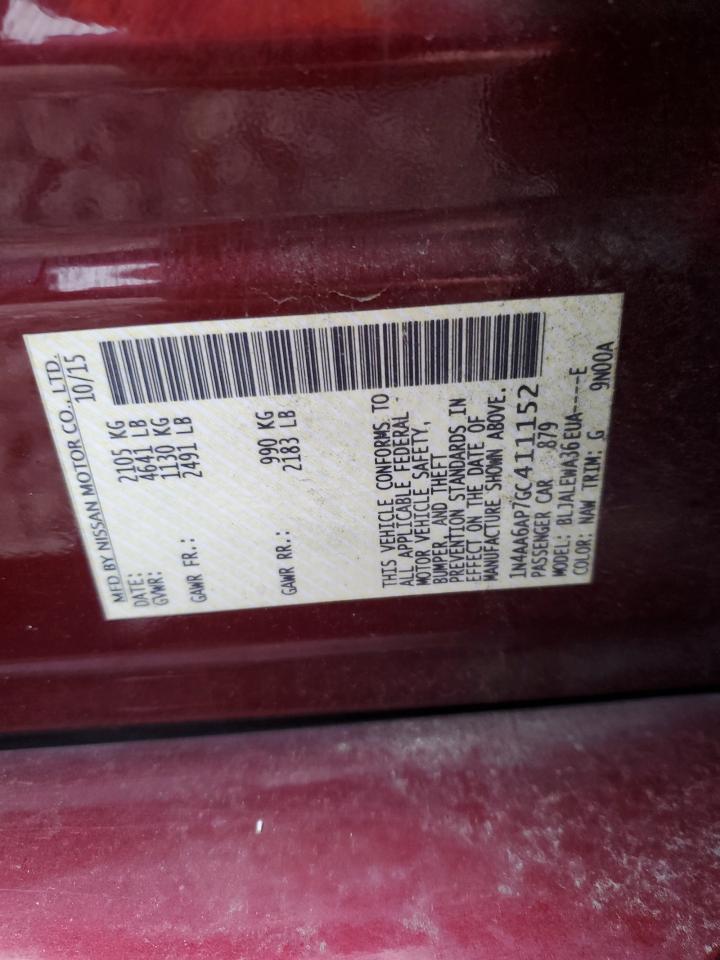 MFD BY NISSAN MOTOR CO., LTD.
DATE: 10/15
GVWR: 2105 KG
4641 LB
GAWR FR.: 1130 KG
2491 LB
GAWR RR.: 990 KG
2183 LB
THIS VEHICLE CONFORMS TO
ALL APPLICABLE FEDERAL
MOTOR VEHICLE SAFETY,
BUMPER, AND THEFT
PREVENTION STANDARDS IN
EFFECT ON THE DATE OF
MANUFACTURE SHOWN ABOVE.
1N4AA6AP7GC411152
PASSENGER CAR 879
MODEL: BLJALEWA36EUA----E
COLOR: NAW TRIM: G 9N00A